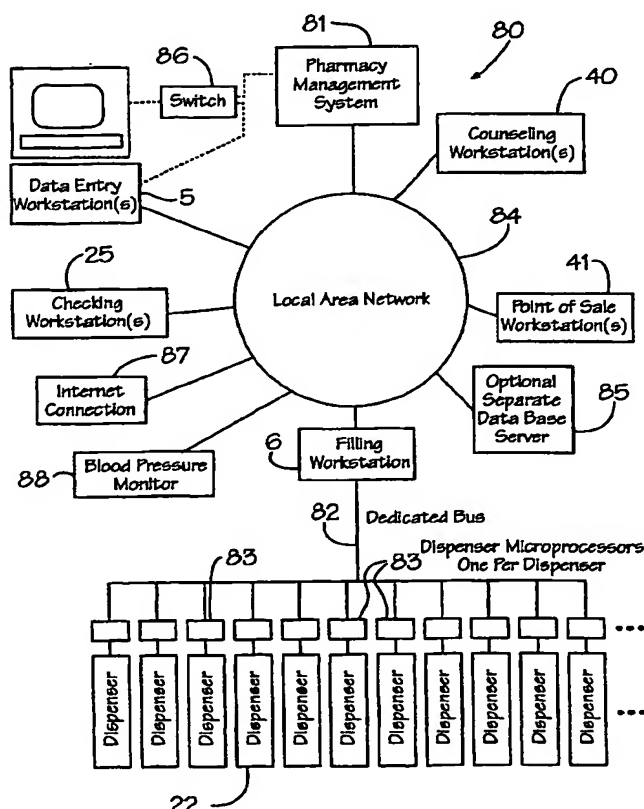 81
80
86
Pharmacy
Management
System
40
Switch
Counseling
Workstation(s)
Data Entry
Workstation(s)
5
84
25
Local Area Network
41
Checking
Workstation(s)
Point of Sale
Workstation(s)
87
Internet
Connection
Optional
Separate
Data Base
Server
85
6
Filling
Workstation
88
Blood Pressure
Monitor
82
Dedicated Bus
83
83
Dispenser Microprocessors
One Per Dispenser
Dispenser
Dispenser
Dispenser
Dispenser
Dispenser
Dispenser
Dispenser
Dispenser
Dispenser
Dispenser
22